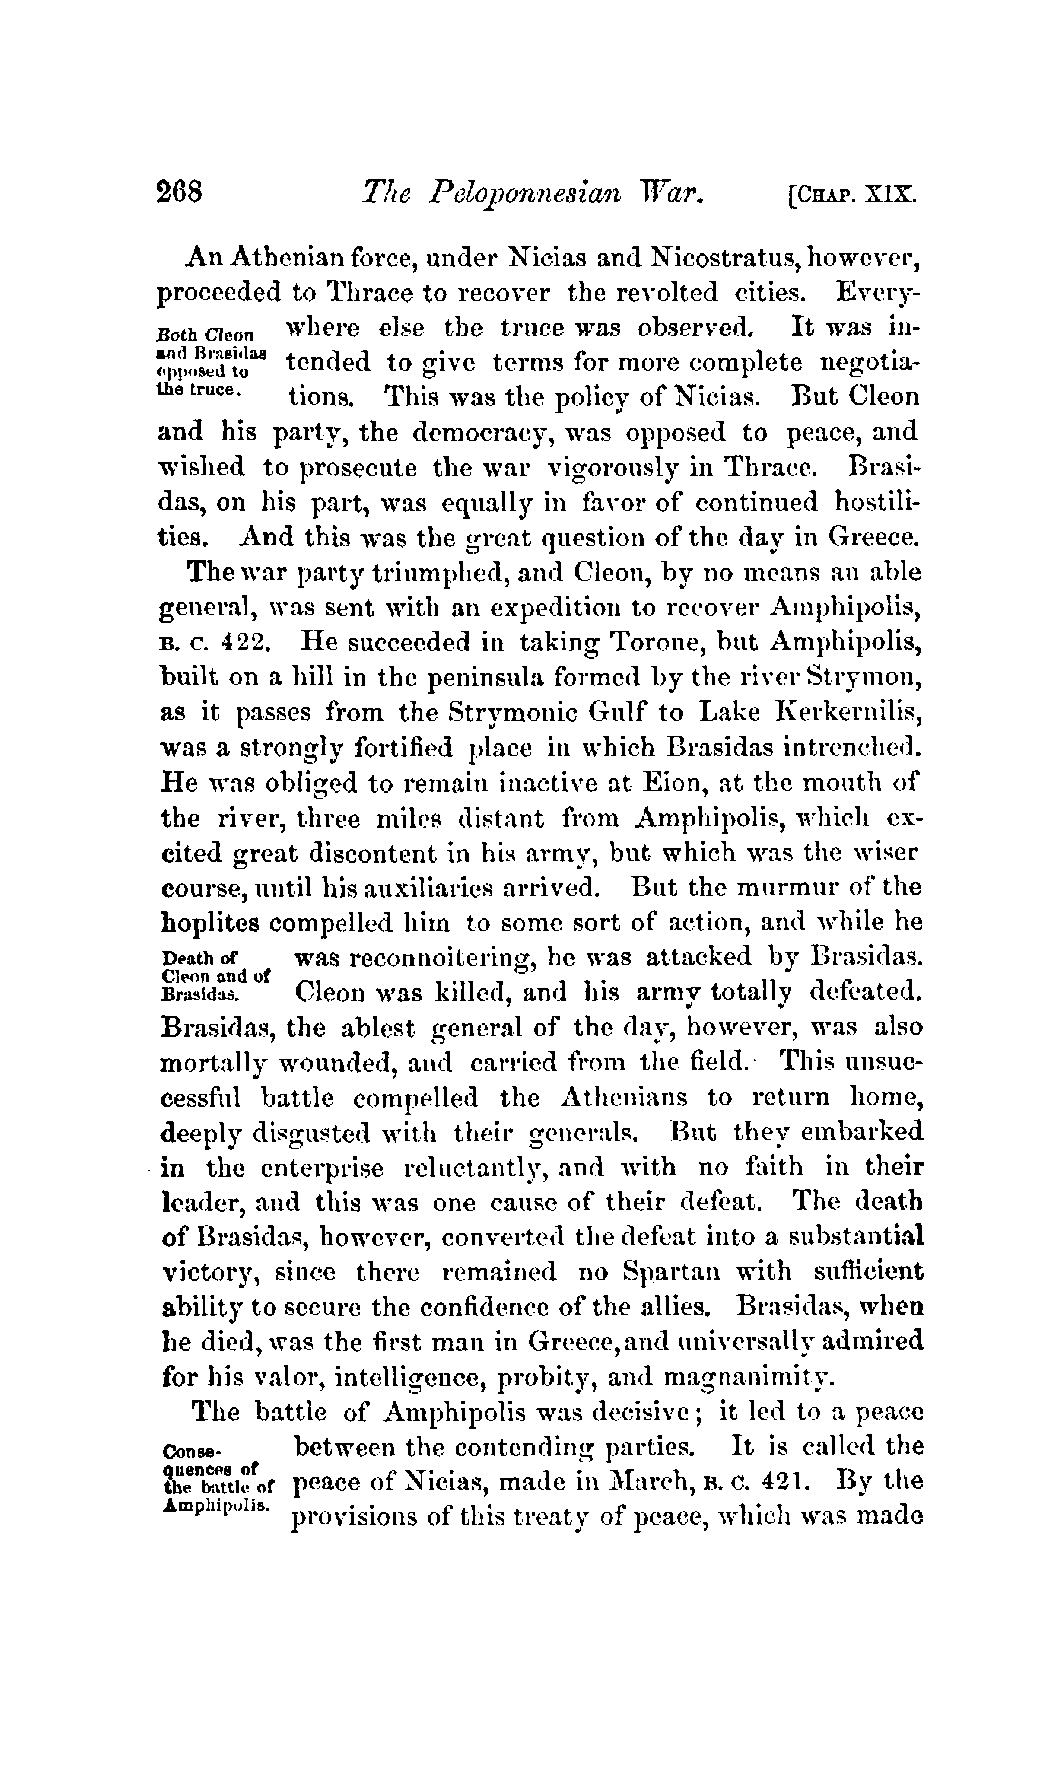 268 The Peloponnesian War. [CHAP. XIX.
An Athenian force, under Nicias and Nicostratus, however,
proceeded to Thrace to recover the revolted cities. Every-
Both Cleon
and Brasidas
opposed to
the truce.
where else the truce was observed. It was in-
tended to give terms for more complete negotia-
tions. This was the policy of Nicias. But Cleon
and his party, the democracy, was opposed to peace, and
wished to prosecute the war vigorously in Thrace. Brasi-
das, on his part, was equally in favor of continued hostili-
ties. And this was the great question of the day in Greece.
The war party triumphed, and Cleon, by no means an able
general, was sent with an expedition to recover Amphipolis,
B. C. 422. He succeeded in taking Torone, but Amphipolis,
built on a hill in the peninsula formed by the river Strymon,
as it passes from the Strymonic Gulf to Lake Kerkernilis,
was a strongly fortified place in which Brasidas intrenched.
He was obliged to remain inactive at Eion, at the mouth of
the river, three miles distant from Amphipolis, which ex-
cited great discontent in his army, but which was the wiser
course, until his auxiliaries arrived. But the murmur of the
hoplites compelled him to some sort of action, and while he
Death of
Cleon and of
Brasidas.
was reconnoitering, he was attacked by Brasidas.
Cleon was killed, and his army totally defeated.
Brasidas, the ablest general of the day, however, was also
mortally wounded, and carried from the field. This unsuc-
cessful battle compelled the Athenians to return home,
deeply disgusted with their generals. But they embarked
in the enterprise reluctantly, and with no faith in their
leader, and this was one cause of their defeat. The death
of Brasidas, however, converted the defeat into a substantial
victory, since there remained no Spartan with sufficient
ability to secure the confidence of the allies. Brasidas, when
he died, was the first man in Greece, and universally admired
for his valor, intelligence, probity, and magnanimity.
The battle of Amphipolis was decisive; it led to a peace
Conse-
quences of
the battle of
Amphipolis.
between the contending parties. It is called the
peace of Nicias, made in March, B. C. 421. By the
provisions of this treaty of peace, which was made